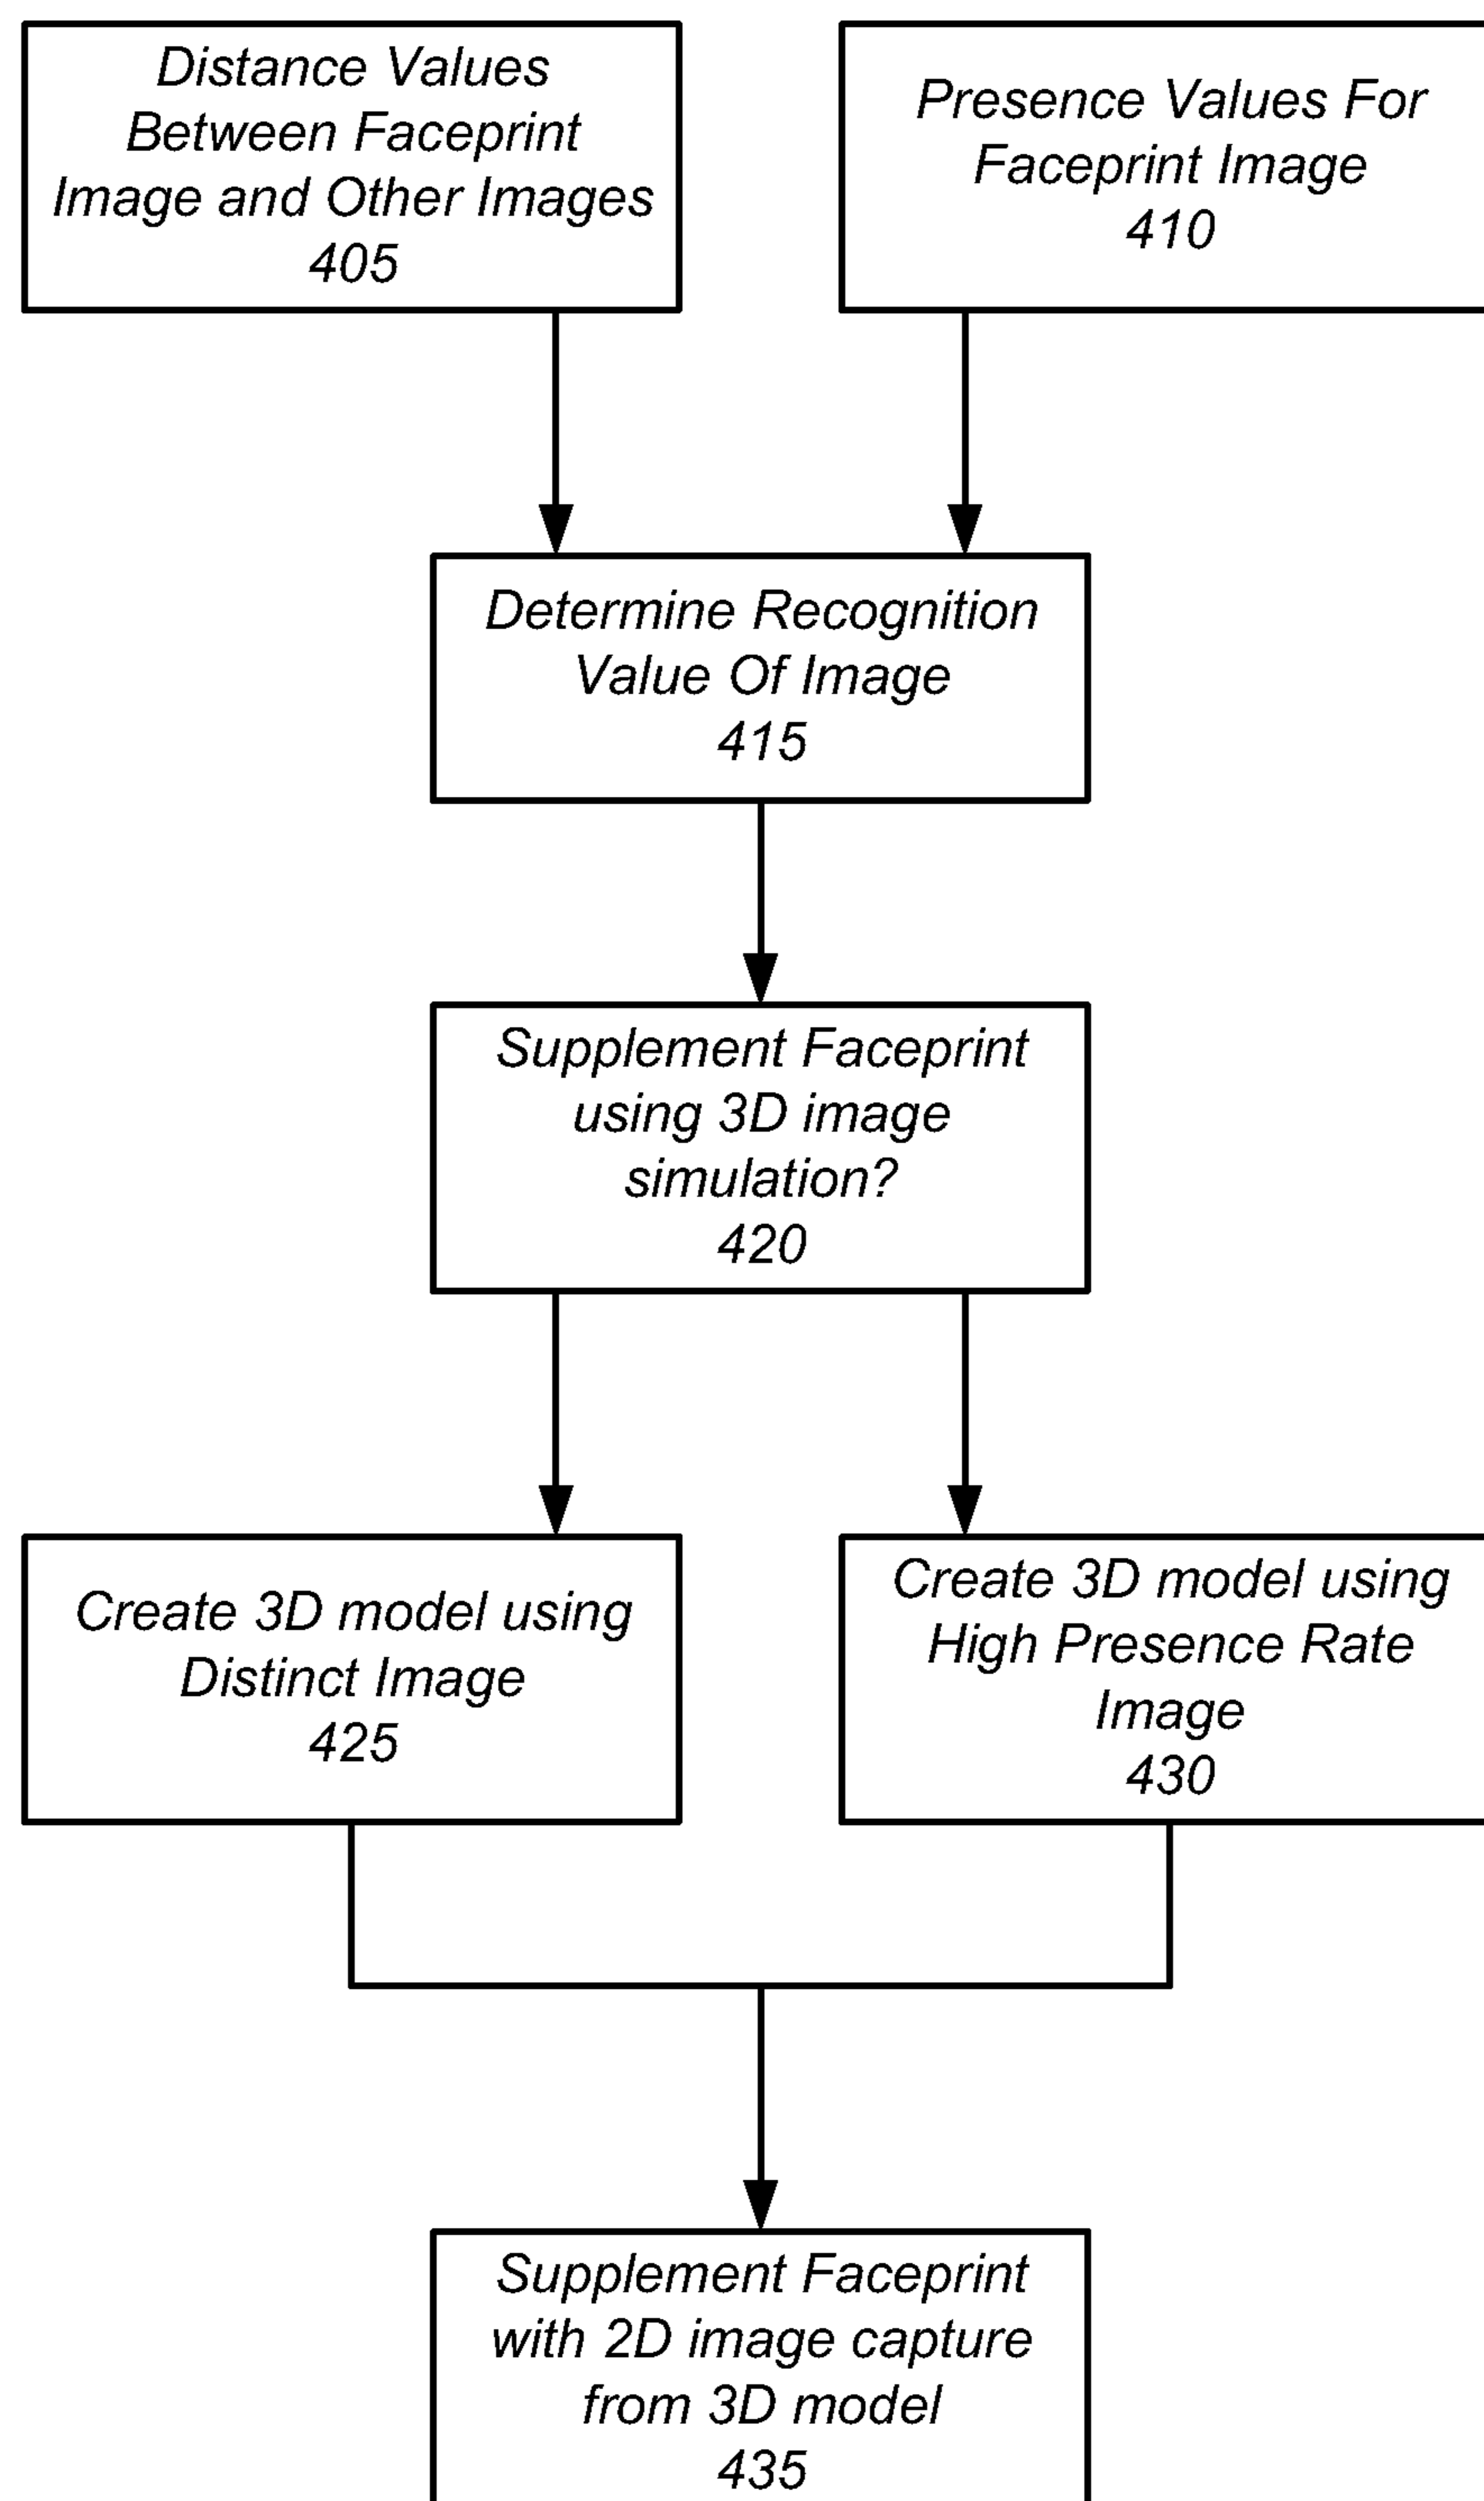 Distance Values
Between Faceprint
Image and Other Images
405
Presence Values For
Faceprint Image
410
Determine Recognition
Value Of Image
415
Supplement Faceprint
using 3D image
simulation?
420
Create 3D model using
Distinct Image
425
Create 3D model using
High Presence Rate
Image
430
Supplement Faceprint
with 2D image capture
from 3D model
435